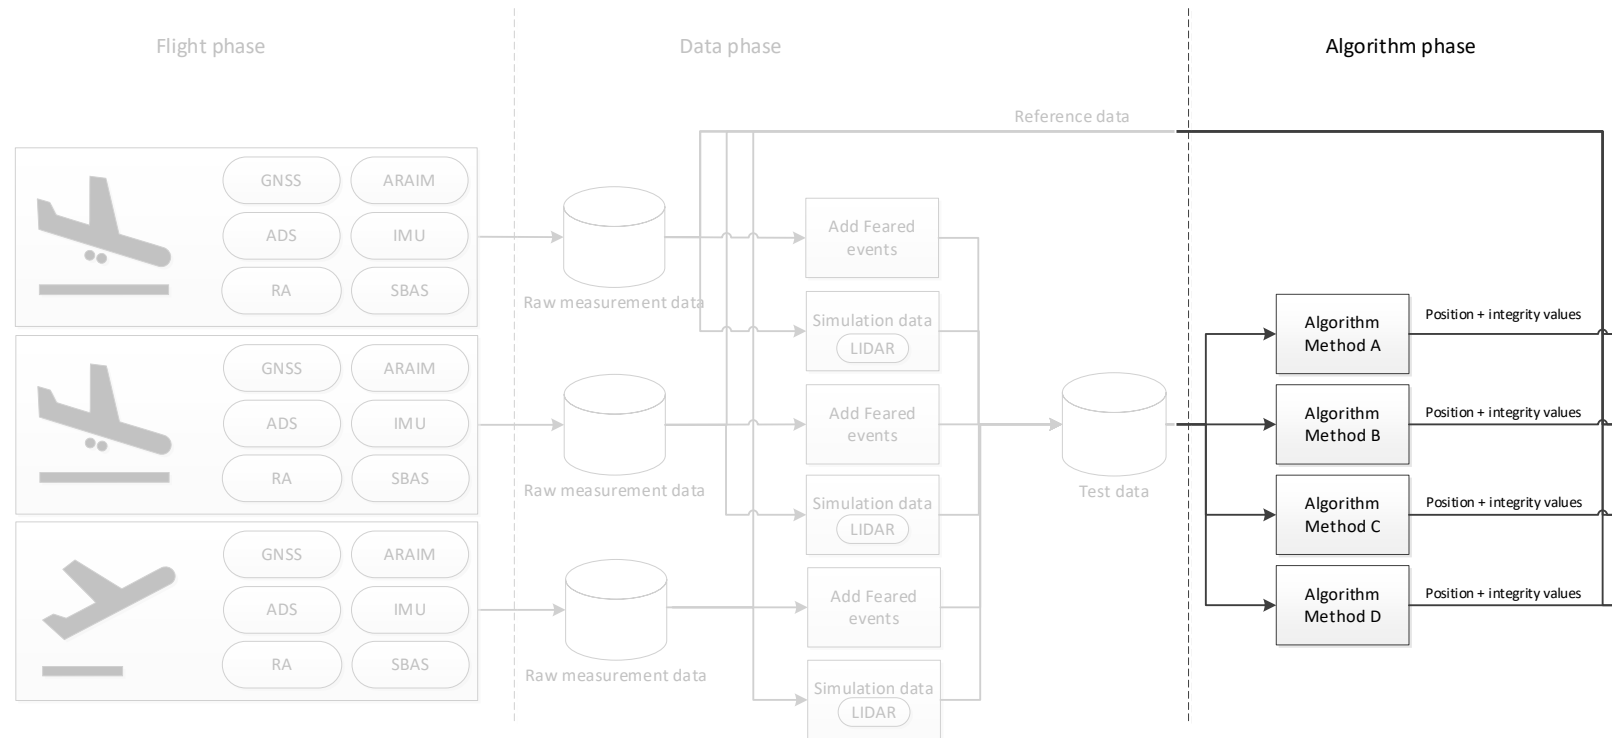 Flight phase
Data phase
Algorithm phase
Reference data
GNSS
ARAIM
ADS
IMU
RA
SBAS
Raw measurement data
Add Feared
events
Simulation data
LIDAR
GNSS
ARAIM
ADS
IMU
RA
SBAS
Raw measurement data
Add Feared
events
Simulation data
LIDAR
GNSS
ARAIM
ADS
IMU
RA
SBAS
Raw measurement data
Add Feared
events
Simulation data
LIDAR
Test data
Algorithm
Method A
Position + integrity values
Algorithm
Method B
Position + integrity values
Algorithm
Method C
Position + integrity values
Algorithm
Method D
Position + integrity values